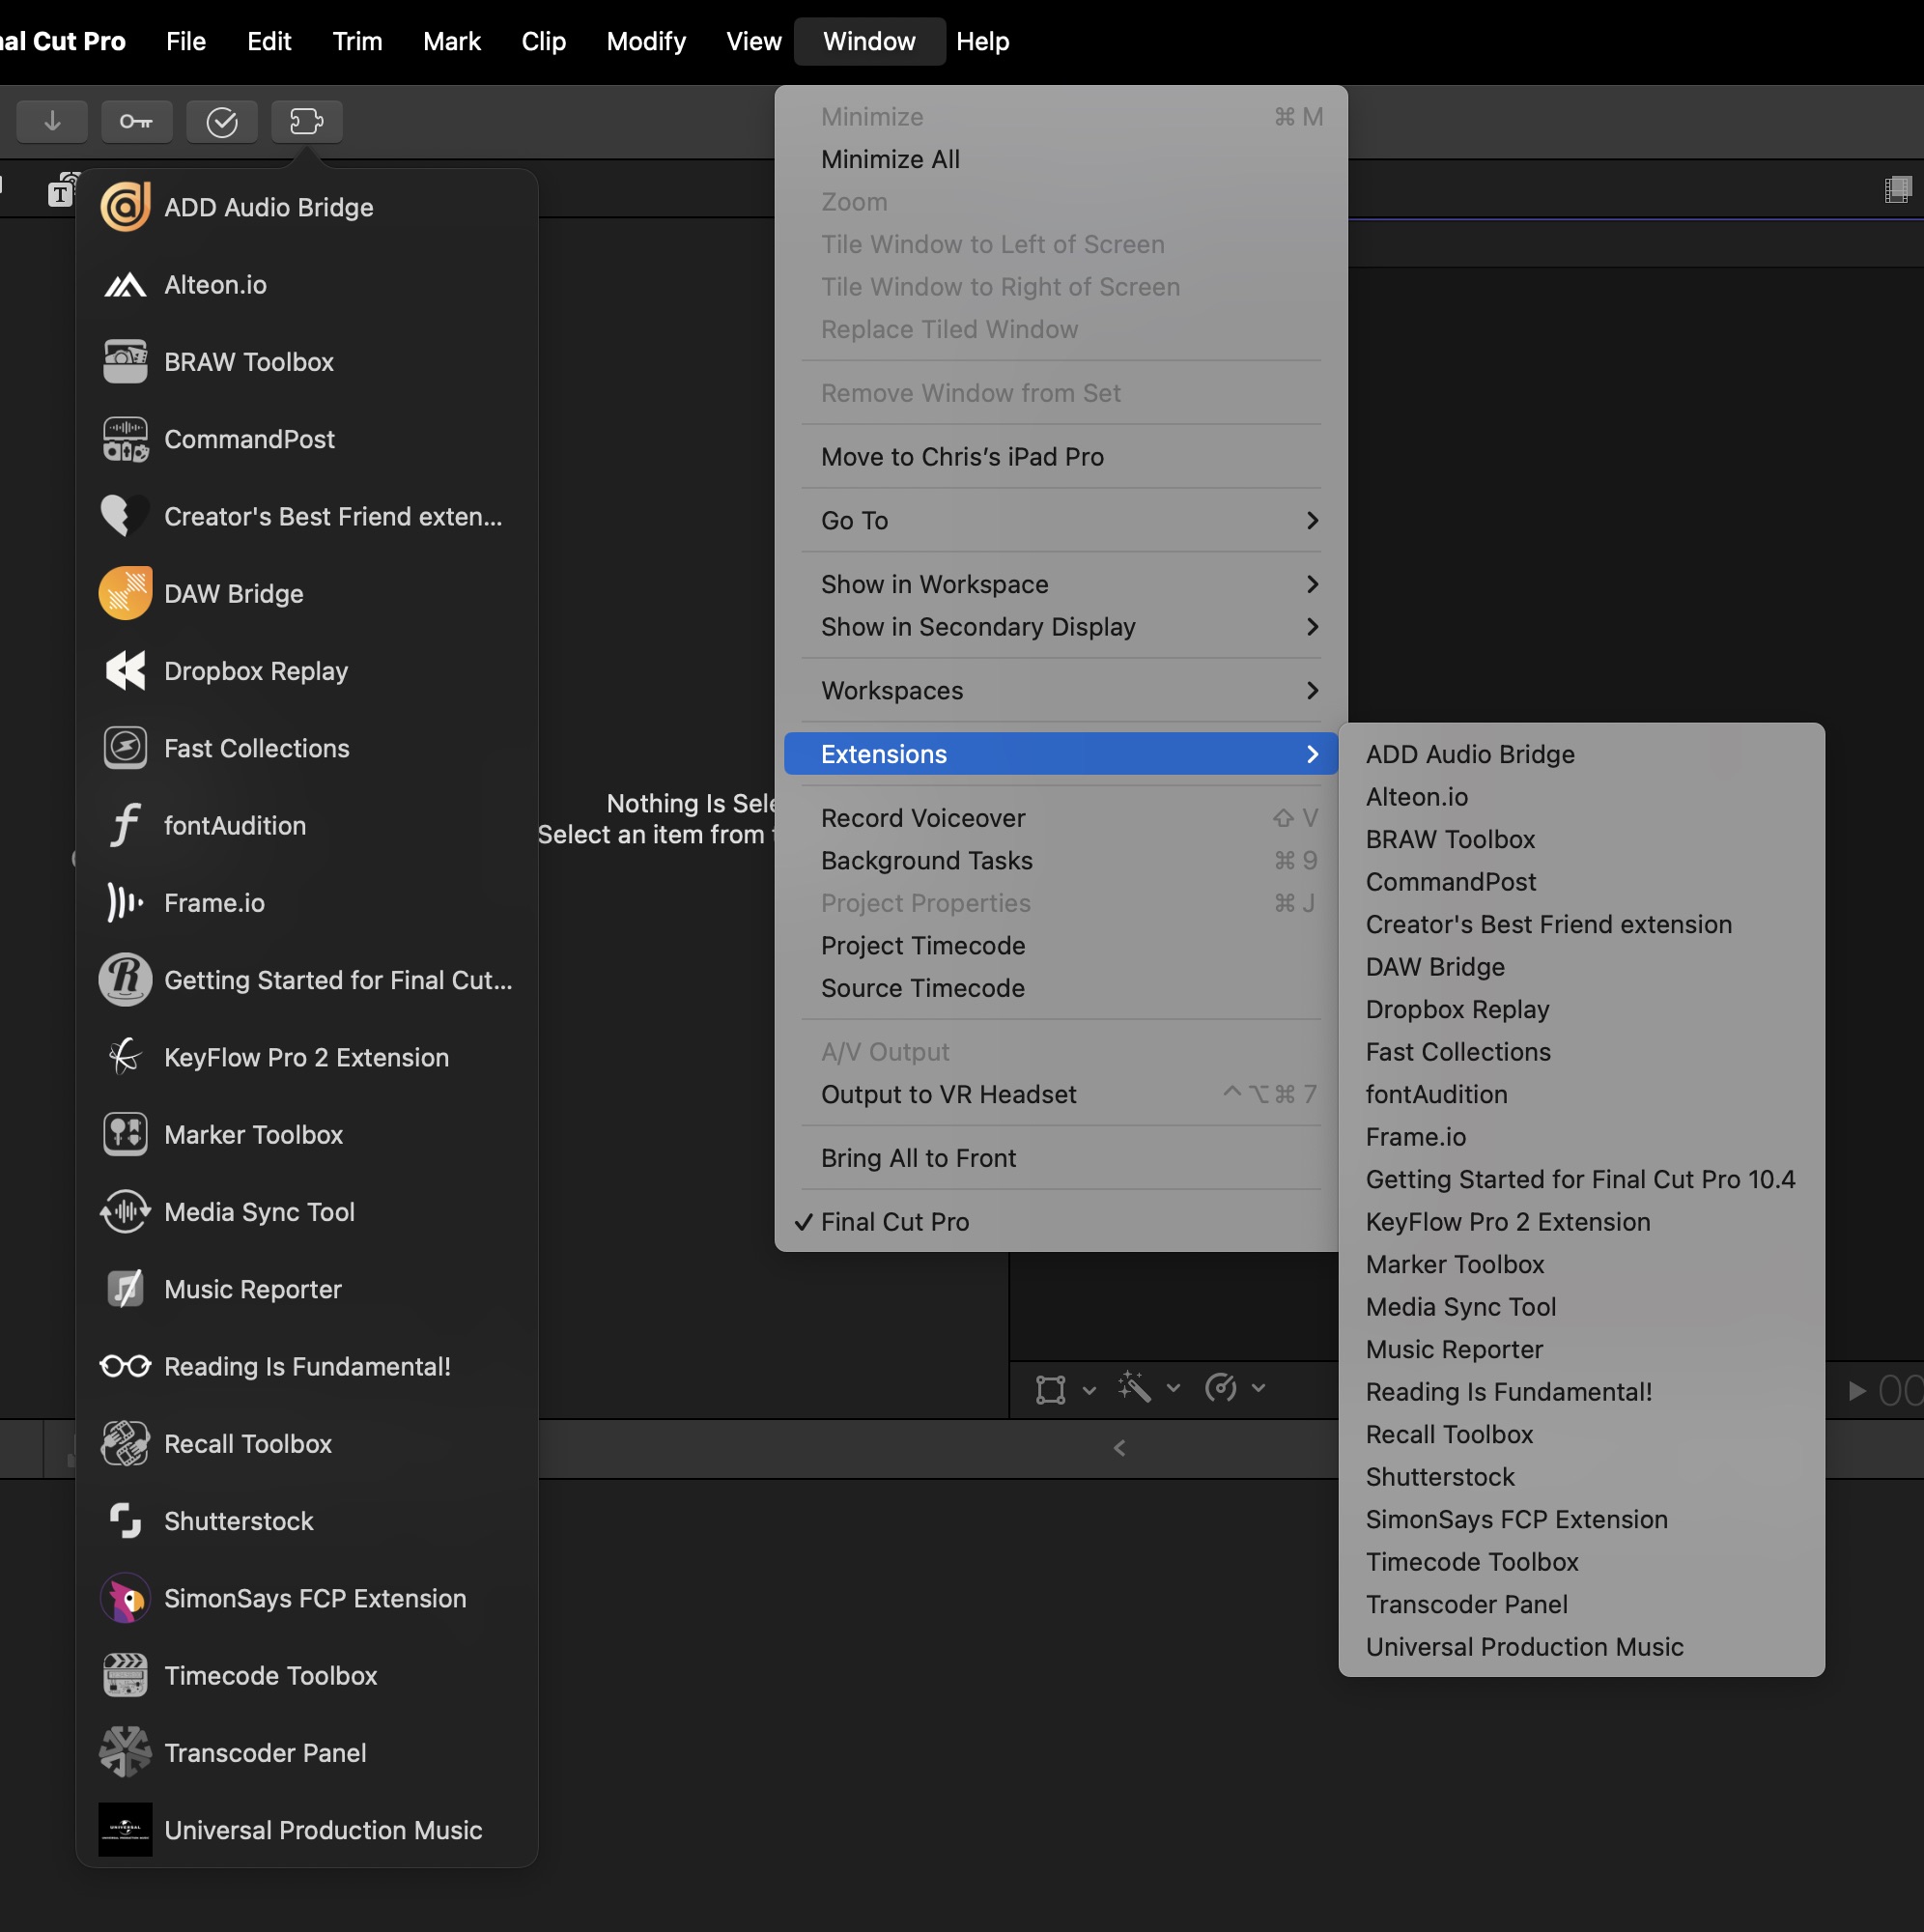 al Cut Pro File Edit Trim Mark Clip Modify View Window Help
T
ADD Audio Bridge
Alteon.io
BRAW Toolbox
CommandPost
Creator's Best Friend exten...
DAW Bridge
Dropbox Replay
Fast Collections
fontAudition
Frame.io
Getting Started for Final Cut...
KeyFlow Pro 2 Extension
Marker Toolbox
Media Sync Tool
Music Reporter
Reading Is Fundamental!
Recall Toolbox
Shutterstock
SimonSays FCP Extension
Timecode Toolbox
Transcoder Panel
Universal Production Music
Nothing Is Sele
Select an item from
Minimize ⌘ M
Minimize All
Zoom
Tile Window to Left of Screen
Tile Window to Right of Screen
Replace Tiled Window
Remove Window from Set
Move to Chris’s iPad Pro
Go To
Show in Workspace
Show in Secondary Display
Workspaces
Extensions
Record Voiceover ⇧ V
Background Tasks ⌘ 9
Project Properties ⌘ J
Project Timecode
Source Timecode
A/V Output
Output to VR Headset ^⌥⌘ 7
Bring All to Front
✓ Final Cut Pro
ADD Audio Bridge
Alteon.io
BRAW Toolbox
CommandPost
Creator's Best Friend extension
DAW Bridge
Dropbox Replay
Fast Collections
fontAudition
Frame.io
Getting Started for Final Cut Pro 10.4
KeyFlow Pro 2 Extension
Marker Toolbox
Media Sync Tool
Music Reporter
Reading Is Fundamental!
Recall Toolbox
Shutterstock
SimonSays FCP Extension
Timecode Toolbox
Transcoder Panel
Universal Production Music
00